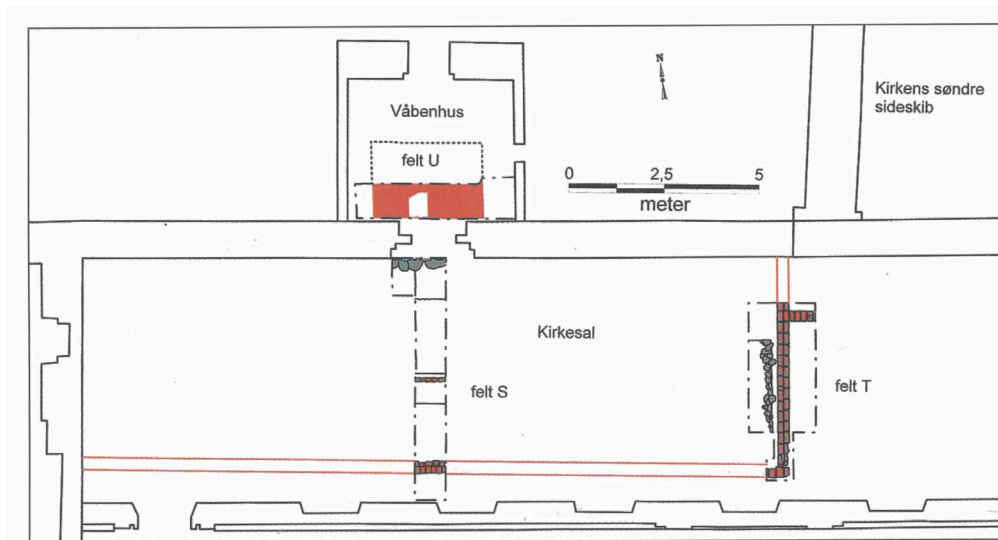 N
Kirkens søndre
sideskib
Våbenhus
felt U
0 2,5 5
meter
Kirkesal
felt S
felt T